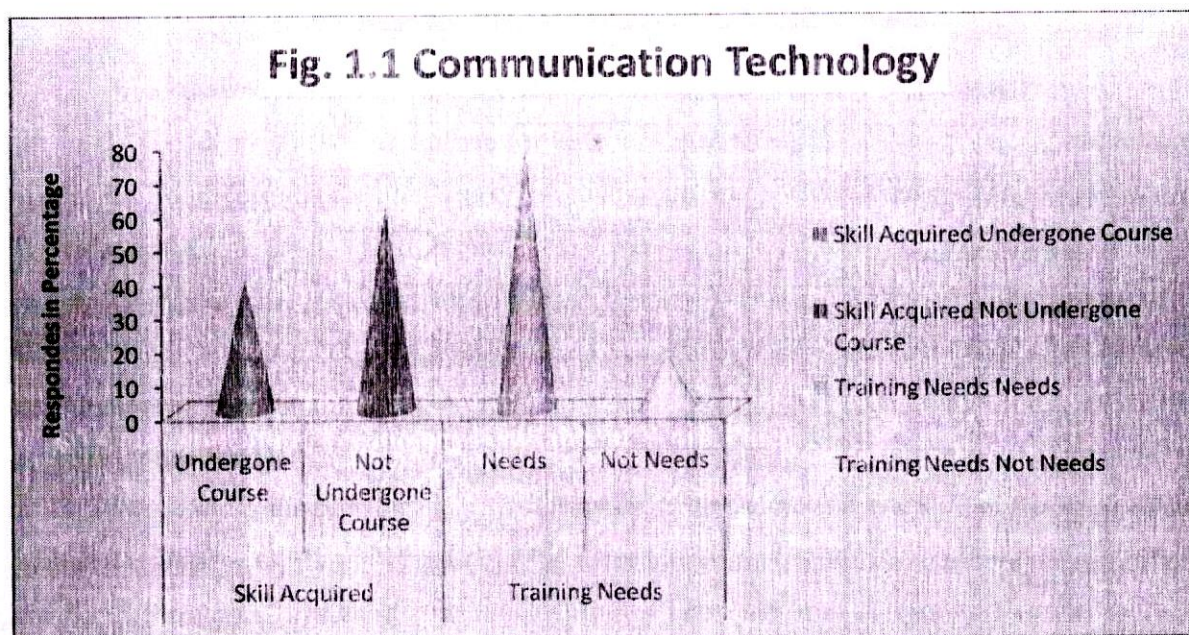 Fig. 1.1 Communication Technology
Respondes in Percentage
80
70
60
50
40
30
20
10
0
Undergone
Course
Not
Undergone
Course
Needs
Not Needs
Skill Acquired
Training Needs
Skill Acquired Undergone Course
Skill Acquired Not Undergone
Course
Training Needs Needs
Training Needs Not Needs